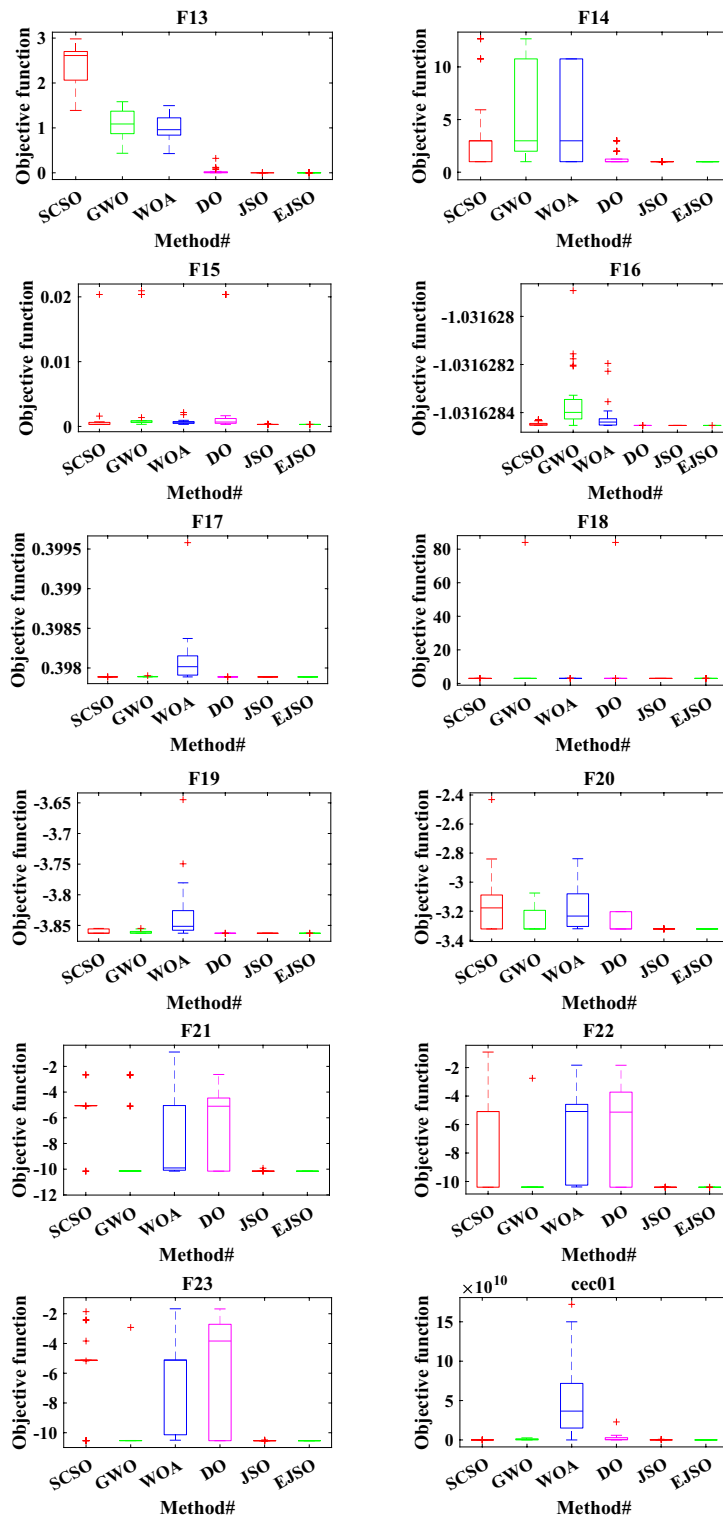 F13
Objective function
3
2
1
0
SCSO GWO WOA DO JSO EJSO
Method#
F14
Objective function
10
5
0
SCSO GWO WOA DO JSO EJSO
Method#
F15
Objective function
0.02
0.01
0
SCSO GWO WOA DO JSO EJSO
Method#
F16
Objective function
-1.031628
-1.0316282
-1.0316284
SCSO GWO WOA DO JSO EJSO
Method#
F17
Objective function
0.3995
0.399
0.3985
0.398
SCSO GWO WOA DO JSO EJSO
Method#
F18
Objective function
80
60
40
20
0
SCSO GWO WOA DO JSO EJSO
Method#
F19
Objective function
-3.65
-3.7
-3.75
-3.8
-3.85
SCSO GWO WOA DO JSO EJSO
Method#
F20
Objective function
-2.4
-2.6
-2.8
-3
-3.2
-3.4
SCSO GWO WOA DO JSO EJSO
Method#
F21
Objective function
-2
-4
-6
-8
-10
-12
SCSO GWO WOA DO JSO EJSO
Method#
F22
Objective function
-2
-4
-6
-8
-10
SCSO GWO WOA DO JSO EJSO
Method#
F23
Objective function
-2
-4
-6
-8
-10
SCSO GWO WOA DO JSO EJSO
Method#
×10^10
cec01
Objective function
15
10
5
0
SCSO GWO WOA DO JSO EJSO
Method#